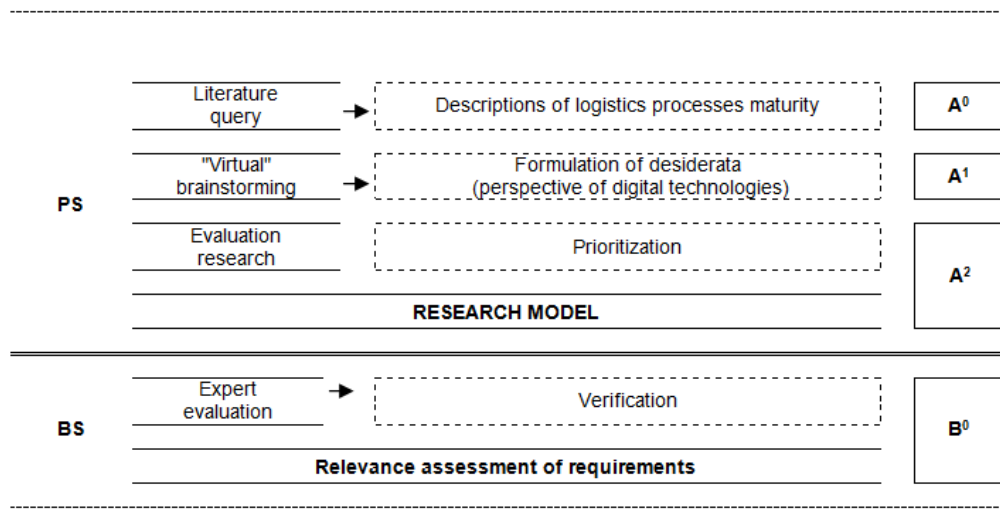 Literature
query
Descriptions of logistics processes maturity
A⁰
"Virtual"
brainstorming
Formulation of desiderata
(perspective of digital technologies)
A¹
PS
Evaluation
research
Prioritization
A²
RESEARCH MODEL
Expert
evaluation
Verification
BS
B⁰
Relevance assessment of requirements